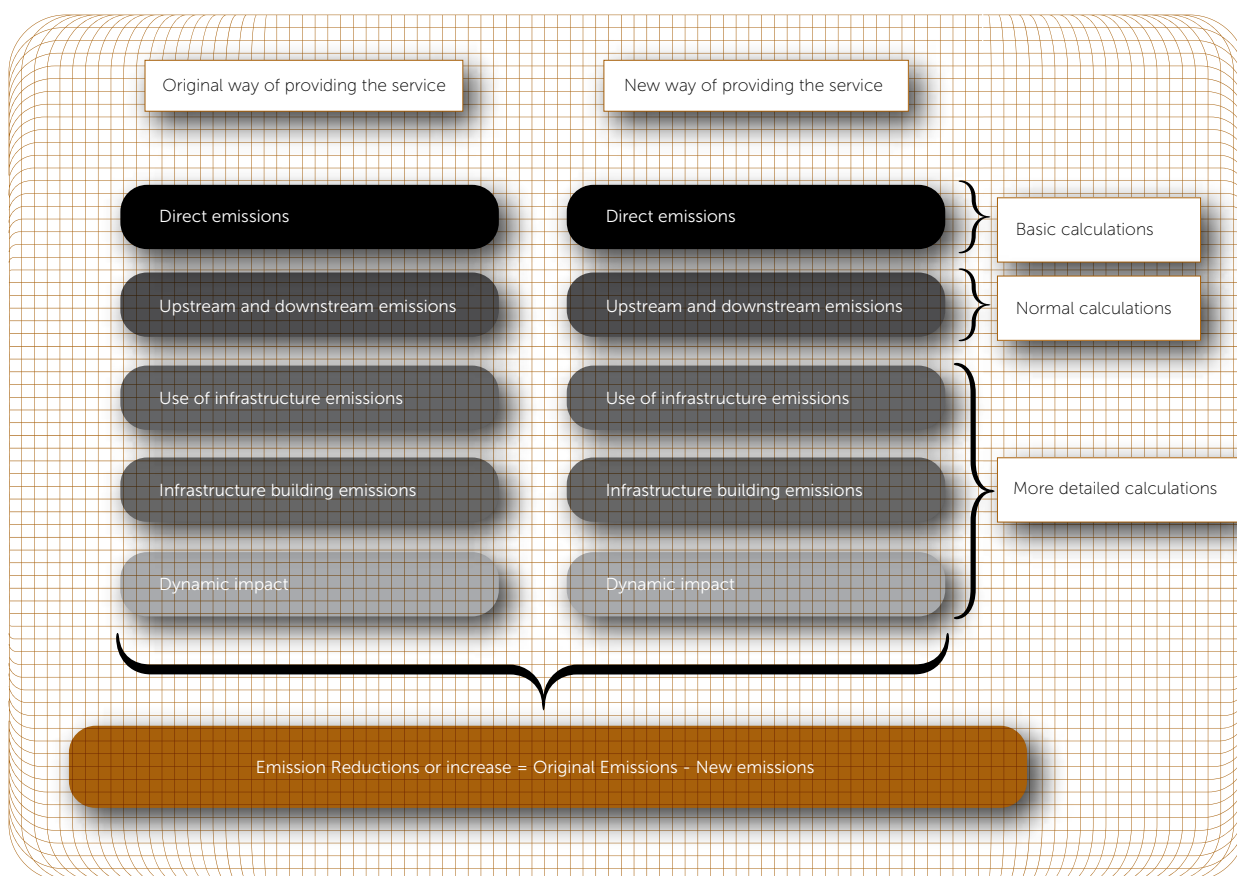 Original way of providing the service
New way of providing the service
Direct emissions
Direct emissions
Basic calculations
Upstream and downstream emissions
Upstream and downstream emissions
Normal calculations
Use of infrastructure emissions
Use of infrastructure emissions
Infrastructure building emissions
Infrastructure building emissions
More detailed calculations
Dynamic impact
Dynamic impact
Emission Reductions or increase = Original Emissions - New emissions